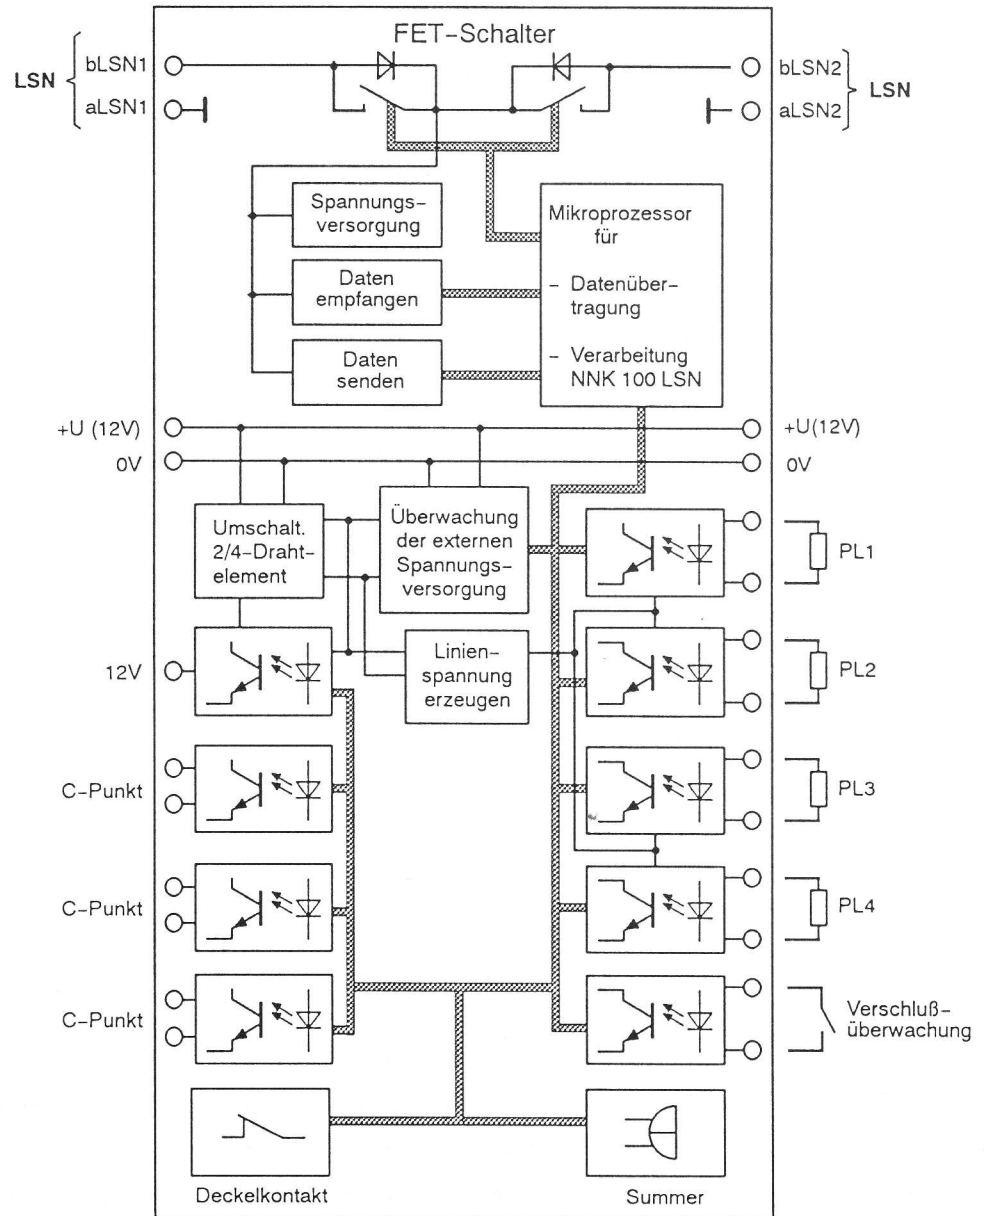 FET-Schalter
LSN
bLSN1
aLSN1
bLSN2
aLSN2
LSN
Spannungs-
versorgung
Daten
empfangen
Daten
senden
Mikroprozessor
für
- Datenüber-
tragung
- Verarbeitung
NNK 100 LSN
+U (12V)
0V
+U(12V)
0V
Umschalt.
2/4-Draht-
element
Überwachung
der externen
Spannungs-
versorgung
PL1
12V
Linien-
spannung
erzeugen
PL2
C-Punkt
PL3
C-Punkt
PL4
C-Punkt
Verschluß-
überwachung
Deckelkontakt
Summer